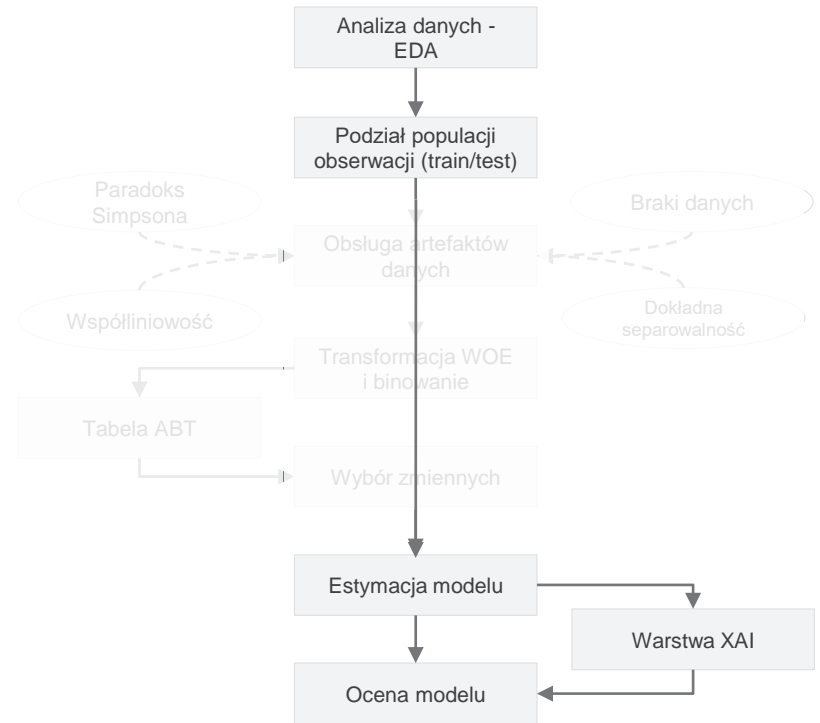 Analiza danych -
EDA
Podział populacji
obserwacji (train/test)
Paradoks
Simpsona
Braki danych
Obsługa artefaktów
danych
Współliniowość
Dokładna
separowalność
Transformacja WOE
i binowanie
Tabela ABT
Wybór zmiennych
Estymacja modelu
Warstwa XAI
Ocena modelu